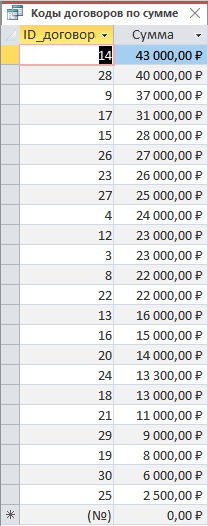 Коды договоров по сумме
ID_договор Сумма
14 43 000,00 ₽
28 40 000,00 ₽
9 37 000,00 ₽
17 31 000,00 ₽
15 28 000,00 ₽
26 27 000,00 ₽
23 26 000,00 ₽
27 25 000,00 ₽
4 24 000,00 ₽
12 23 000,00 ₽
3 23 000,00 ₽
8 22 000,00 ₽
22 22 000,00 ₽
13 16 000,00 ₽
16 15 000,00 ₽
20 14 000,00 ₽
24 13 300,00 ₽
18 13 000,00 ₽
21 11 000,00 ₽
29 9 000,00 ₽
19 8 000,00 ₽
30 6 000,00 ₽
25 2 500,00 ₽
(№) 0,00 ₽